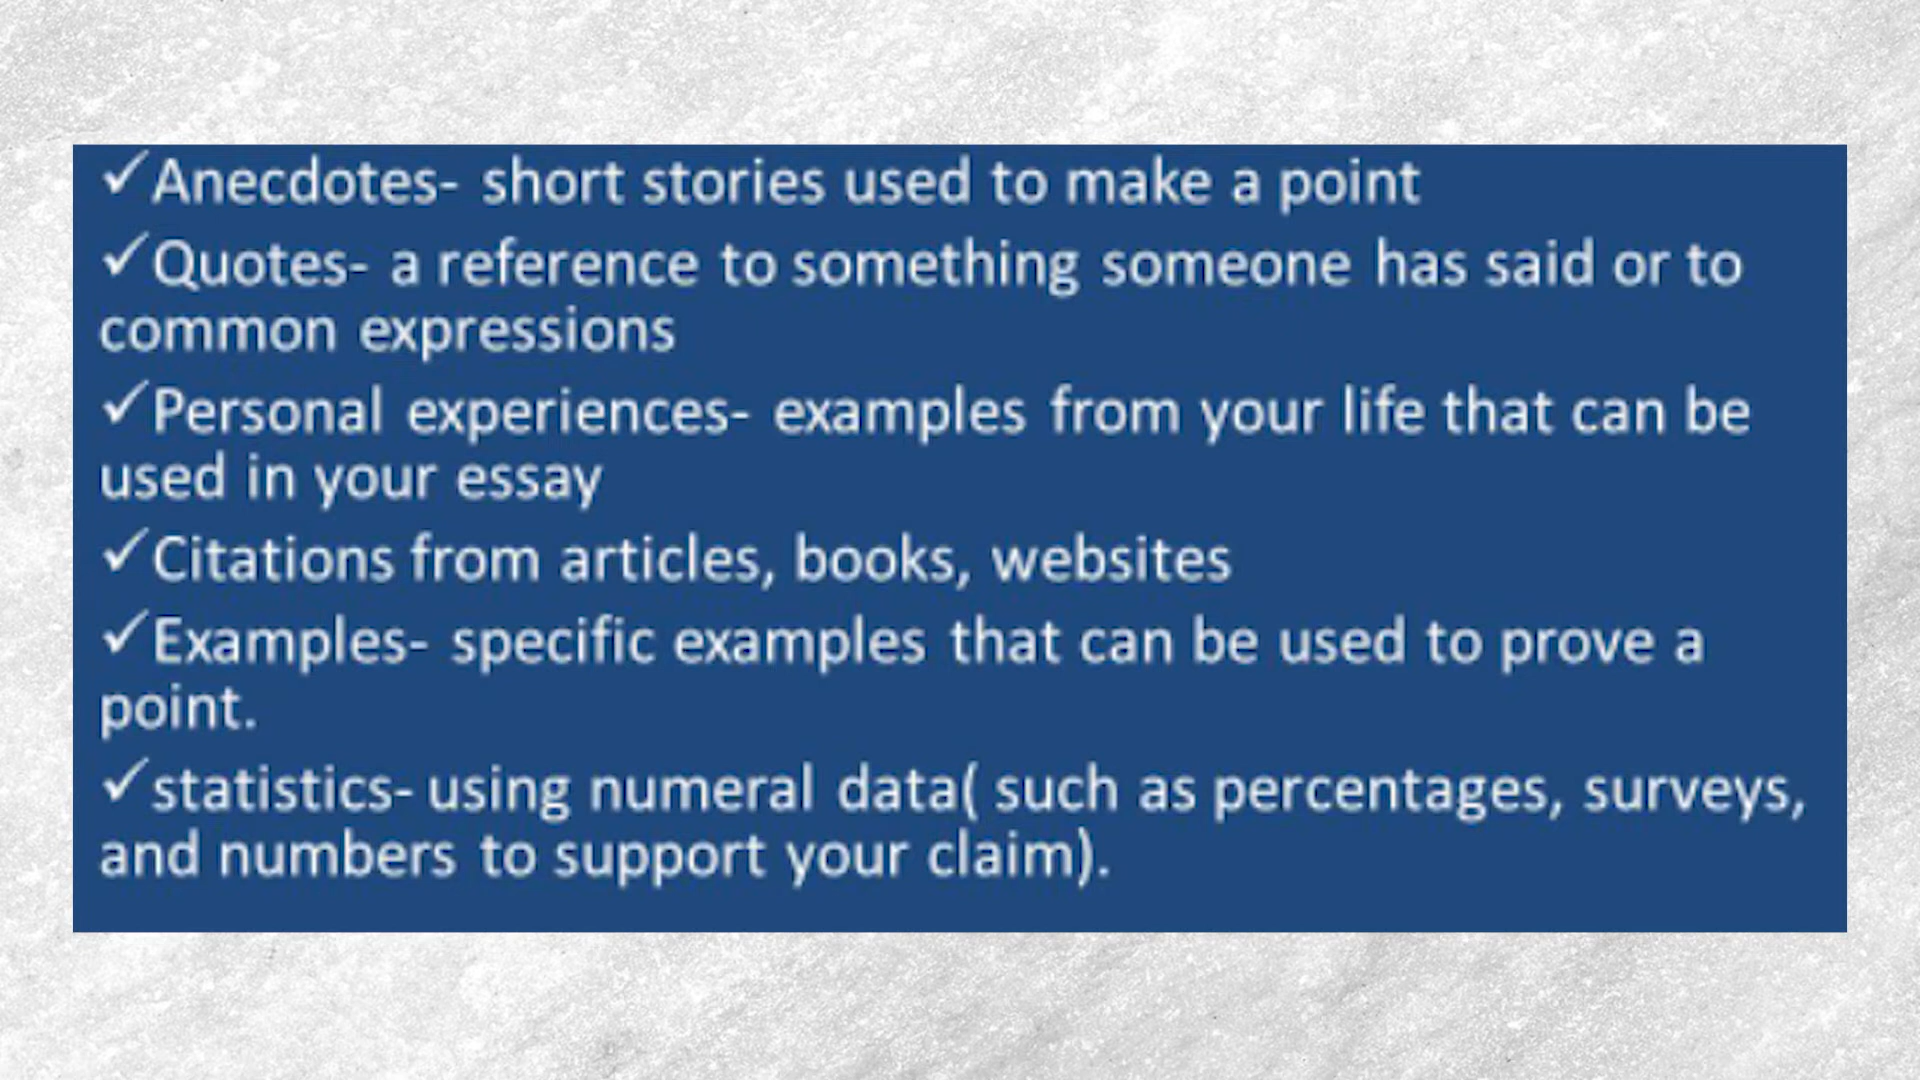 ✓Anecdotes- short stories used to make a point
✓Quotes- a reference to something someone has said or to
common expressions
✓Personal experiences- examples from your life that can be
used in your essay
✓Citations from articles, books, websites
✓Examples- specific examples that can be used to prove a
point.
✓statistics- using numeral data( such as percentages, surveys,
and numbers to support your claim).